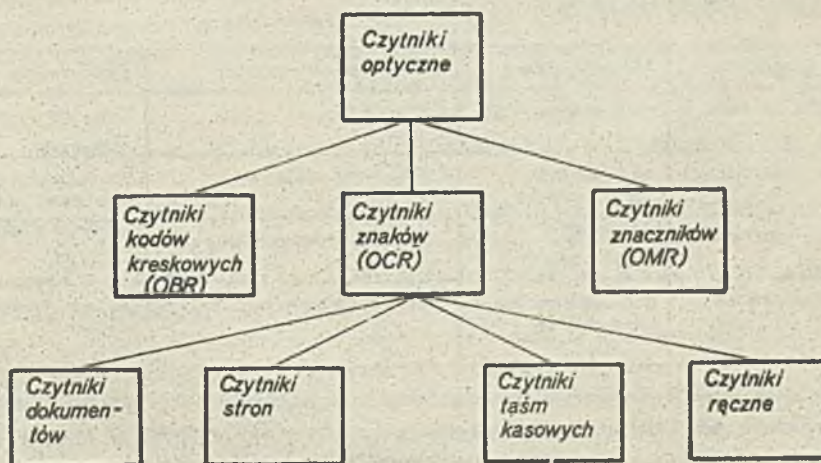 Czytniki
optyczne
Czytniki
kodów
kreskowych
(OBR)
Czytniki
znaków
(OCR)
Czytniki
znaczników
(OMR)
Czytniki
dokumen-
tów
Czytniki
stron
Czytniki
taśm
kasowych
Czytniki
ręczne